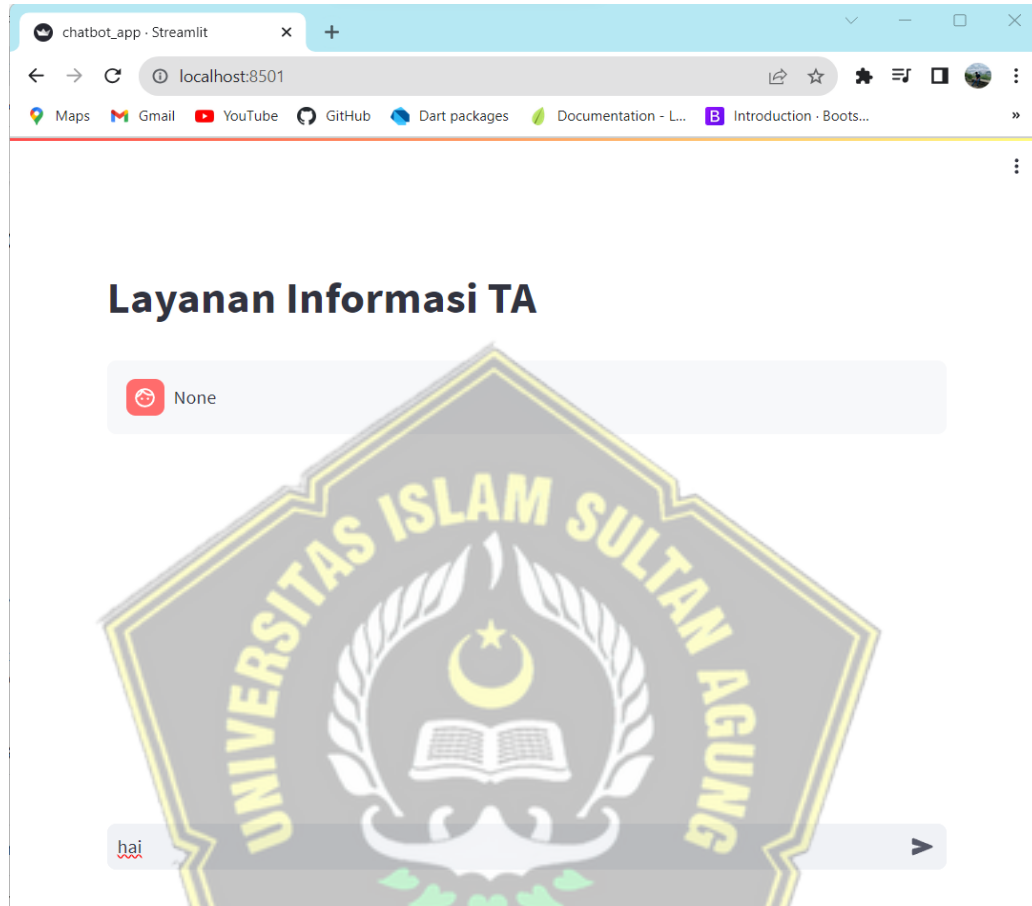 chatbot_app · Streamlit
localhost:8501
Maps Gmail YouTube GitHub Dart packages Documentation - L... B Introduction · Boots... »
Layanan Informasi TA
None
UNIVERSITAS ISLAM SULTAN AGUNG
hai